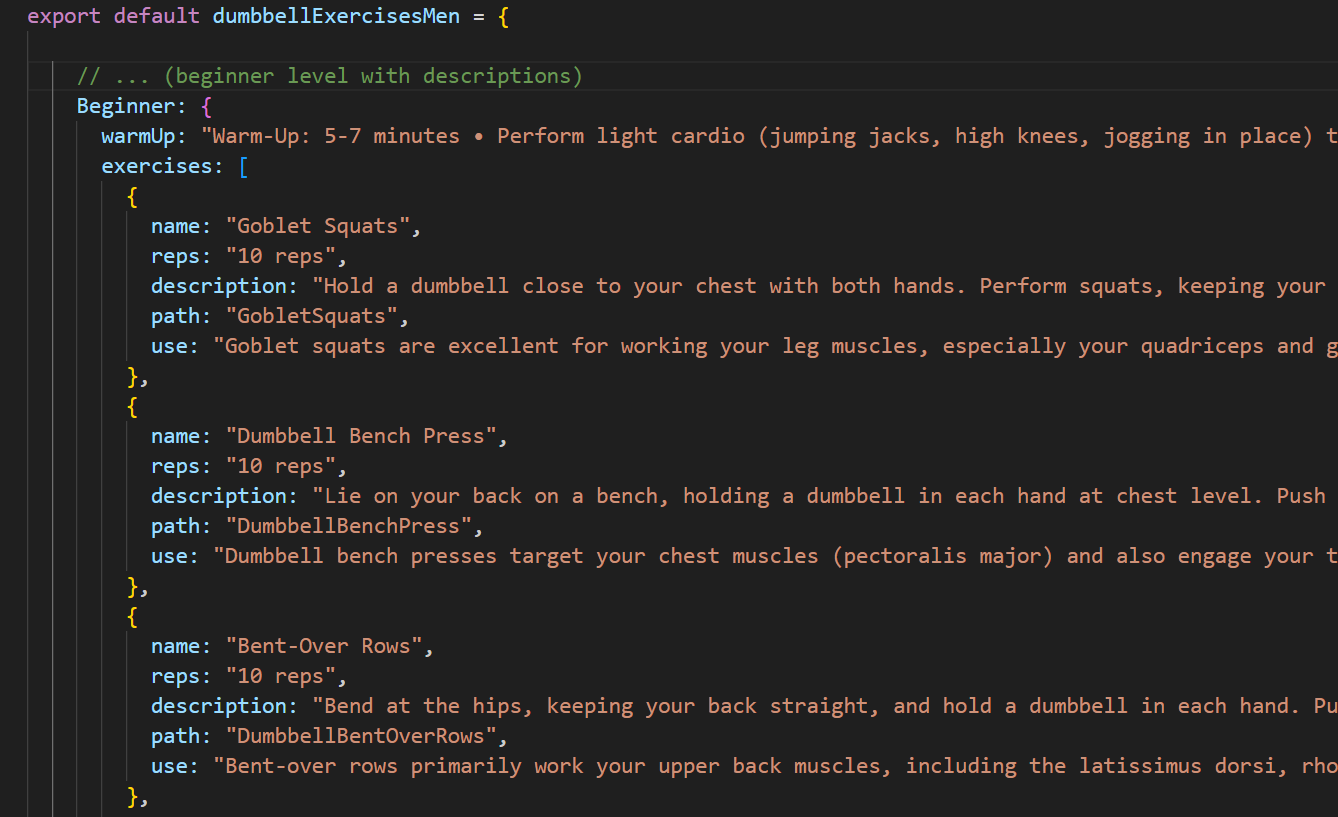 export default dumbbellExercisesMen = {
// ... (beginner level with descriptions)
Beginner: {
warmUp: "Warm-Up: 5-7 minutes • Perform light cardio (jumping jacks, high knees, jogging in place) t
exercises: [
{
name: "Goblet Squats",
reps: "10 reps",
description: "Hold a dumbbell close to your chest with both hands. Perform squats, keeping your
path: "GobletSquats",
use: "Goblet squats are excellent for working your leg muscles, especially your quadriceps and g
},
{
name: "Dumbbell Bench Press",
reps: "10 reps",
description: "Lie on your back on a bench, holding a dumbbell in each hand at chest level. Push
path: "DumbbellBenchPress",
use: "Dumbbell bench presses target your chest muscles (pectoralis major) and also engage your t
},
{
name: "Bent-Over Rows",
reps: "10 reps",
description: "Bend at the hips, keeping your back straight, and hold a dumbbell in each hand. Pu
path: "DumbbellBentOverRows",
use: "Bent-over rows primarily work your upper back muscles, including the latissimus dorsi, rho
},